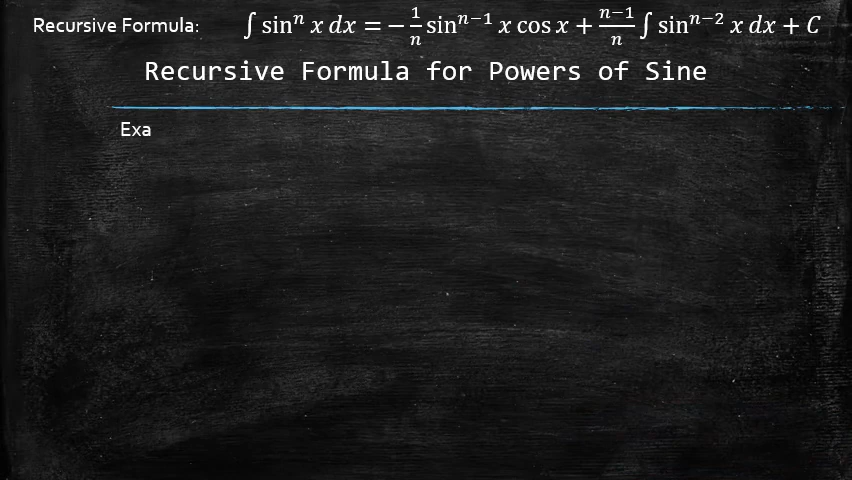 Recursive Formula: ∫ sinⁿ x dx = −1/n sinⁿ⁻¹ x cos x + n−1/n ∫ sinⁿ⁻² x dx + C
Recursive Formula for Powers of Sine
Exa